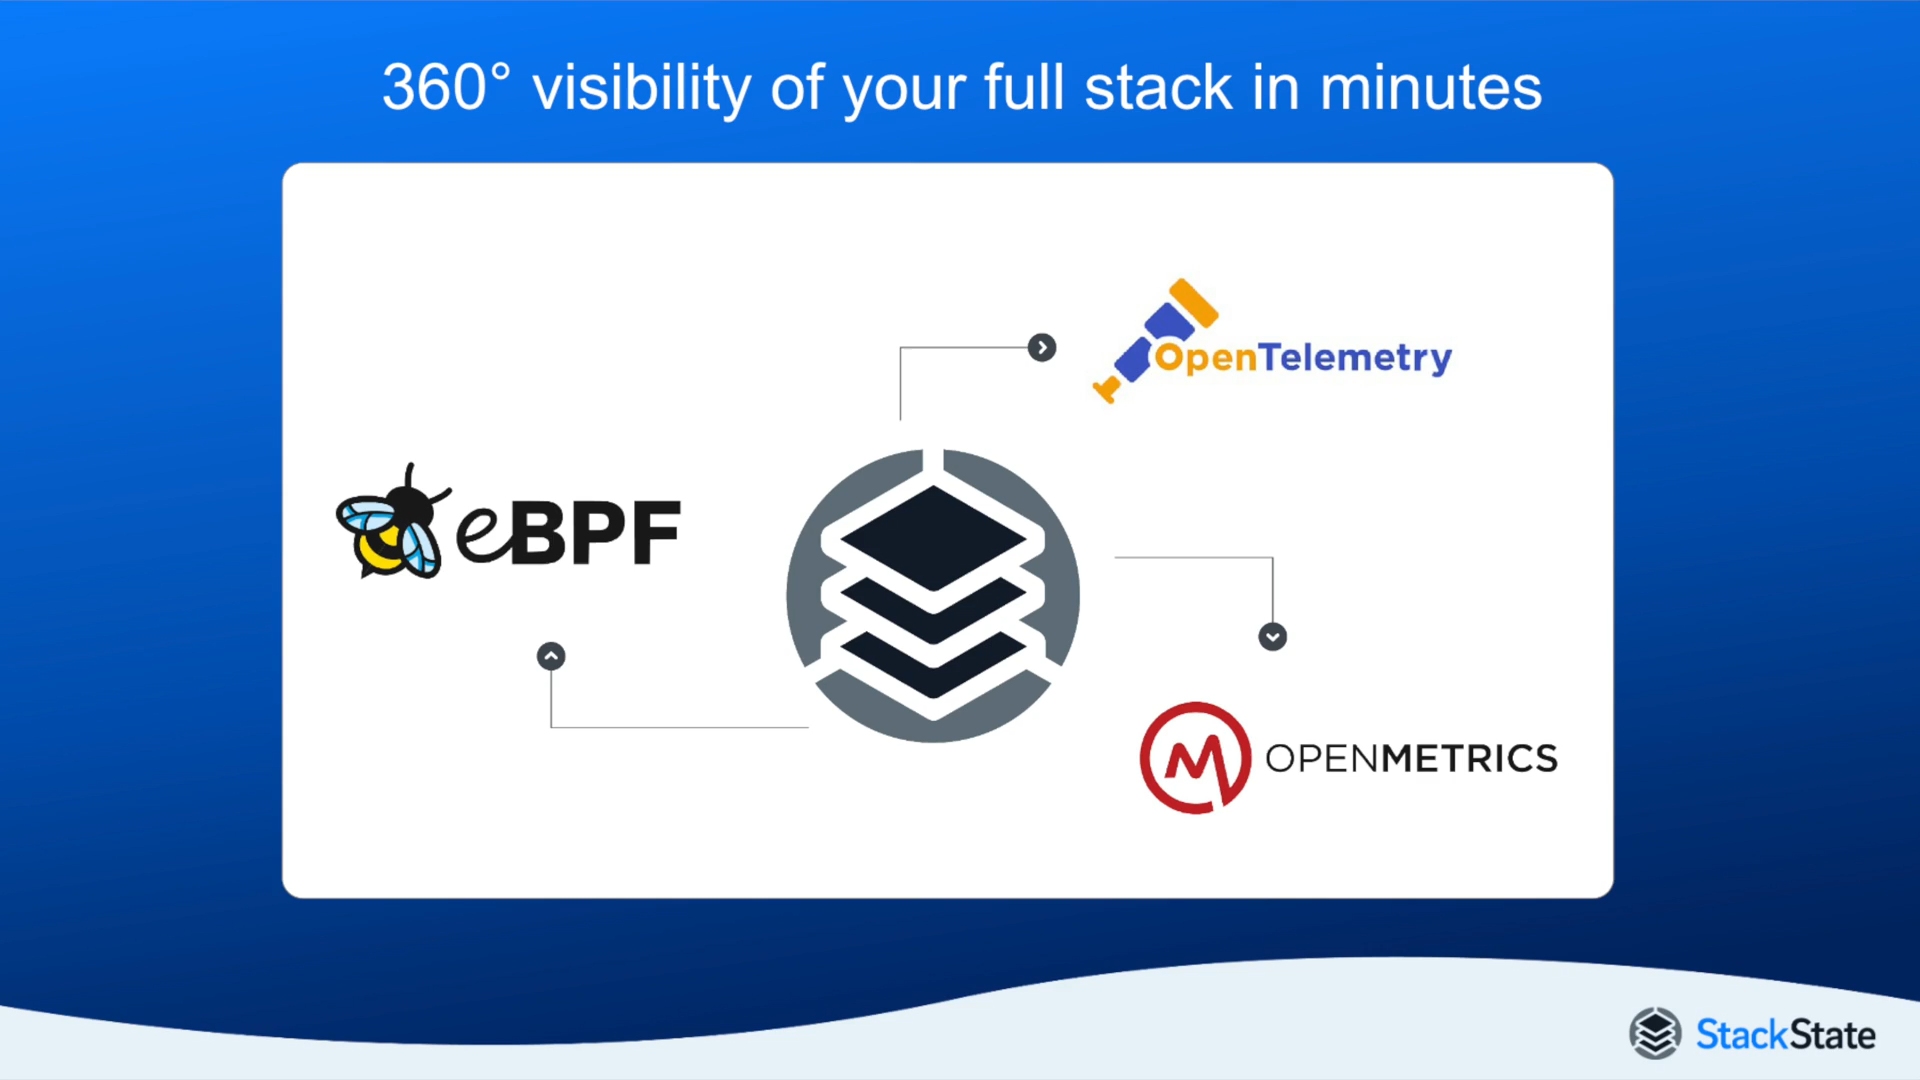 360° visibility of your full stack in minutes
OpenTelemetry
eBPF
OPENMETRICS
StackState